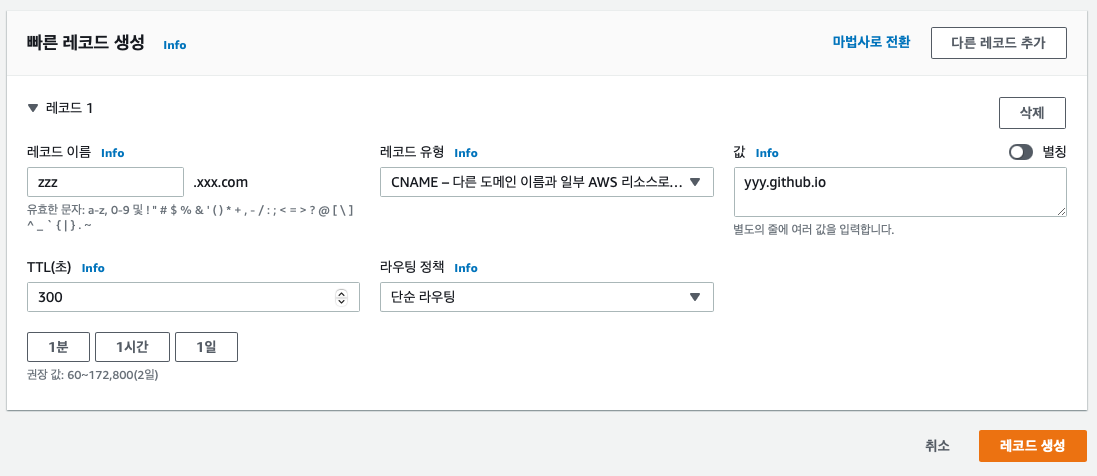 빠른 레코드 생성 Info
마법사로 전환
다른 레코드 추가
▼ 레코드 1
삭제
레코드 이름 Info
zzz .xxx.com
유효한 문자: a-z, 0-9 및 ! " # $ % & ' ( ) * + , - / : ; < = > ? @ [ \ ]
^ _ ` { | } . ~
레코드 유형 Info
CNAME – 다른 도메인 이름과 일부 AWS 리소스로...
값 Info
별칭
yyy.github.io
별도의 줄에 여러 값을 입력합니다.
TTL(초) Info
300
라우팅 정책 Info
단순 라우팅
1분
1시간
1일
권장 값: 60~172,800(2일)
취소
레코드 생성